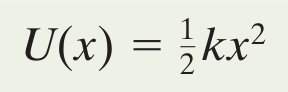 U(x) = ½kx²